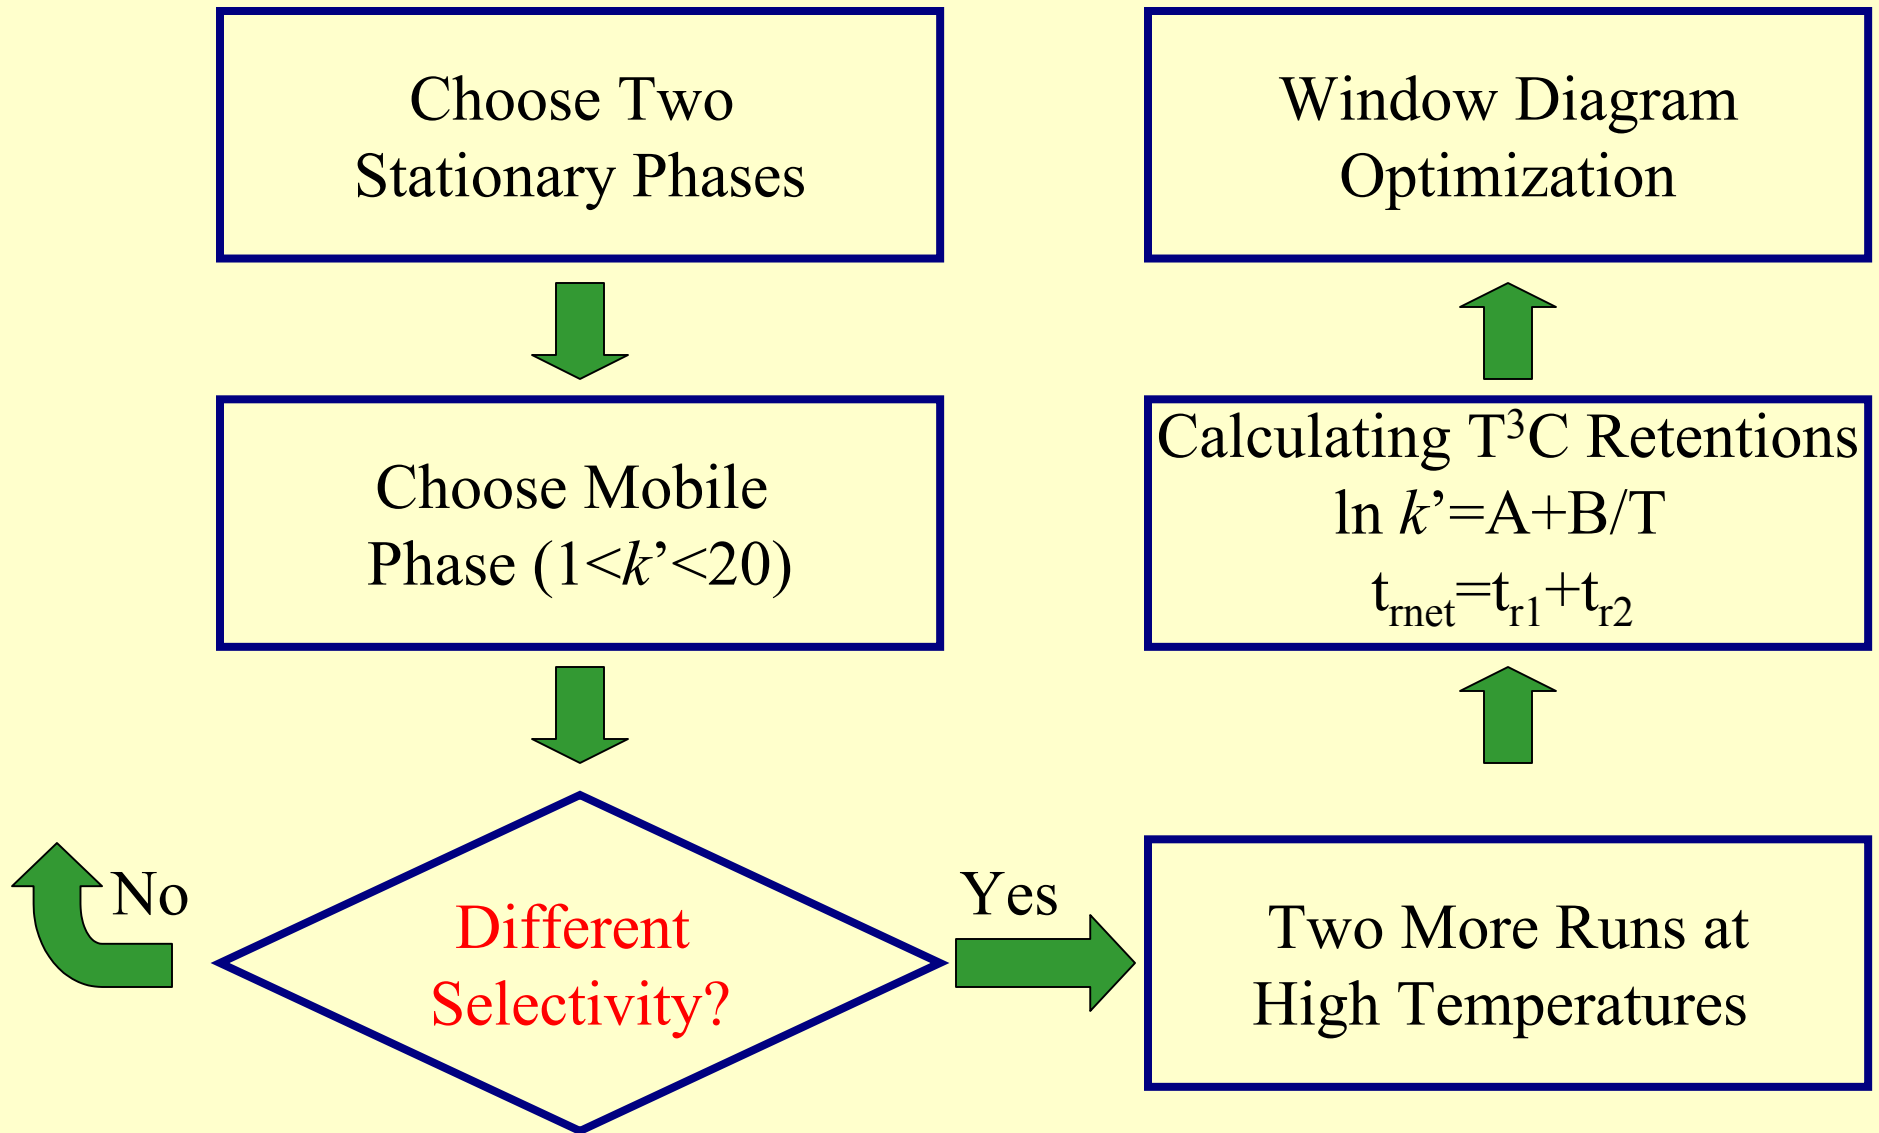 Choose Two
Stationary Phases
Choose Mobile
Phase (1<k’<20)
Different
Selectivity?
No
Yes
Two More Runs at
High Temperatures
Calculating T³C Retentions
ln k’=A+B/T
trnet=tr1+tr2
Window Diagram
Optimization